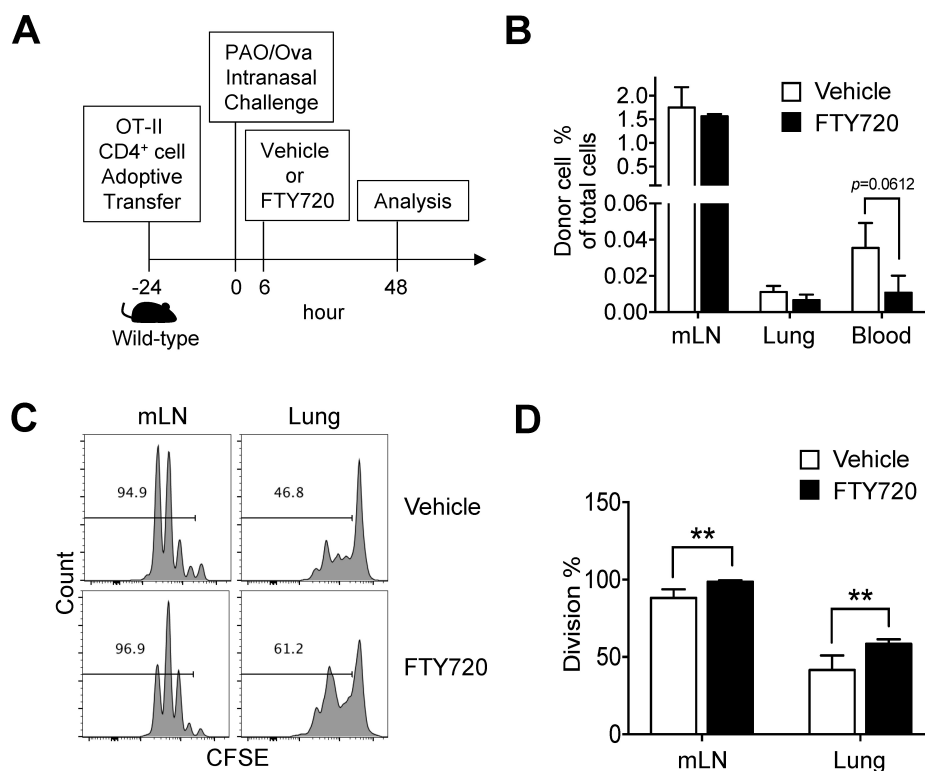 A
PAO/Ova
Intranasal
Challenge
OT-II
CD4⁺ cell
Adoptive
Transfer
Vehicle
or
FTY720
Analysis
-24
0
6
48
hour
Wild-type
B
Donor cell %
of total cells
2.0
1.5
1.0
0.5
0.06
0.04
0.02
0.00
Vehicle
FTY720
p=0.0612
mLN
Lung
Blood
C
mLN
Lung
94.9
46.8
Vehicle
96.9
61.2
FTY720
Count
CFSE
D
Vehicle
FTY720
Division %
150
100
50
0
**
**
mLN
Lung